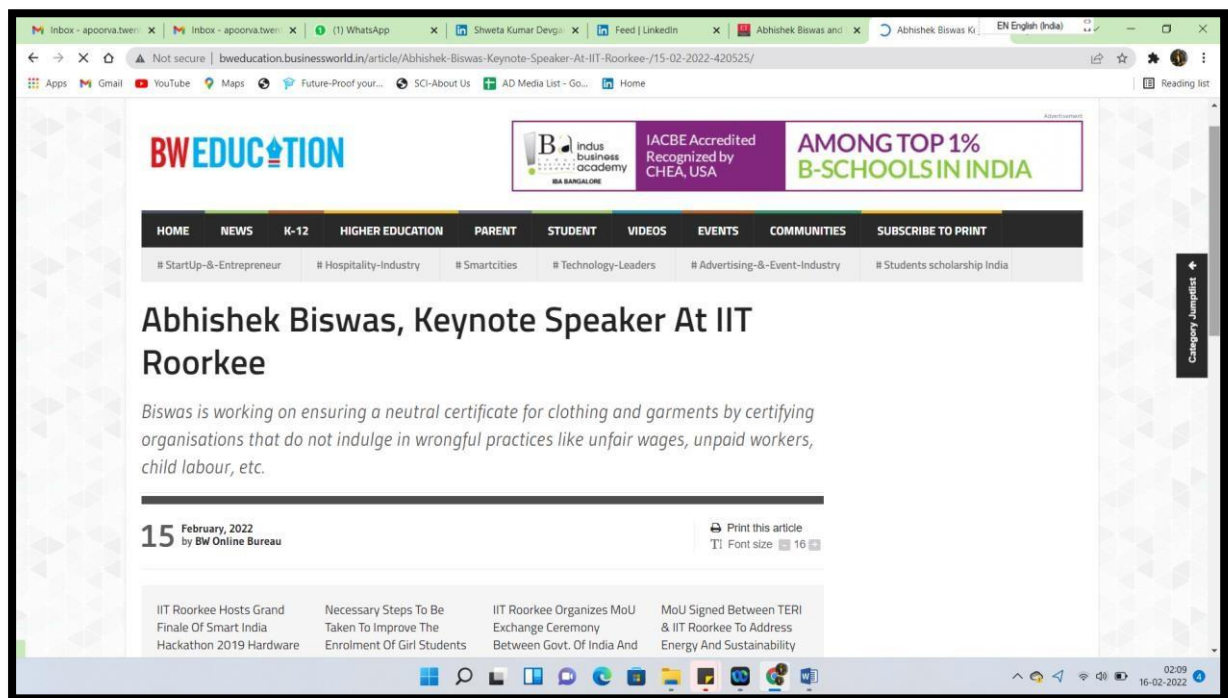 Inbox - apoorva.twen
Inbox - apoorva.twen
(1) WhatsApp
Shweta Kumar Devga
Feed | LinkedIn
Abhishek Biswas and
Abhishek Biswas K
EN English (India)
Not secure | bweducation.businessworld.in/article/Abhishek-Biswas-Keynote-Speaker-At-IIT-Roorkee-/15-02-2022-420525/
Apps Gmail YouTube Maps Future-Proof your... SCI-About Us AD Media List - Go... Home Reading list
Advertisement
BW EDUCATION
Ba indus business academy
IBA BANGALORE
IACBE Accredited
Recognized by
CHEA, USA
AMONG TOP 1%
B-SCHOOLS IN INDIA
HOME NEWS K-12 HIGHER EDUCATION PARENT STUDENT VIDEOS EVENTS COMMUNITIES SUBSCRIBE TO PRINT
# StartUp-&-Entrepreneur # Hospitality-Industry # Smartcities # Technology-Leaders # Advertising-&-Event-Industry # Students scholarship India
Category Jumptlist
Abhishek Biswas, Keynote Speaker At IIT
Roorkee
Biswas is working on ensuring a neutral certificate for clothing and garments by certifying
organisations that do not indulge in wrongful practices like unfair wages, unpaid workers,
child labour, etc.
15 February, 2022
by BW Online Bureau
Print this article
TI Font size - 16 +
IIT Roorkee Hosts Grand
Finale Of Smart India
Hackathon 2019 Hardware
Necessary Steps To Be
Taken To Improve The
Enrolment Of Girl Students
IIT Roorkee Organizes MoU
Exchange Ceremony
Between Govt. Of India And
MoU Signed Between TERI
& IIT Roorkee To Address
Energy And Sustainability
02:09
16-02-2022